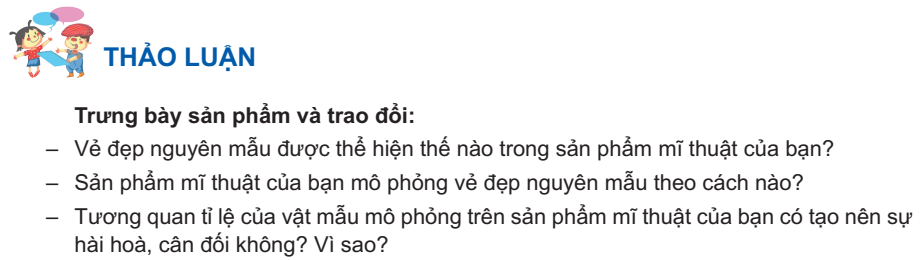 THẢO LUẬN
Trưng bày sản phẩm và trao đổi:
– Vẻ đẹp nguyên mẫu được thể hiện thế nào trong sản phẩm mĩ thuật của bạn?
– Sản phẩm mĩ thuật của bạn mô phỏng vẻ đẹp nguyên mẫu theo cách nào?
– Tương quan tỉ lệ của vật mẫu mô phỏng trên sản phẩm mĩ thuật của bạn có tạo nên sự
hài hoà, cân đối không? Vì sao?